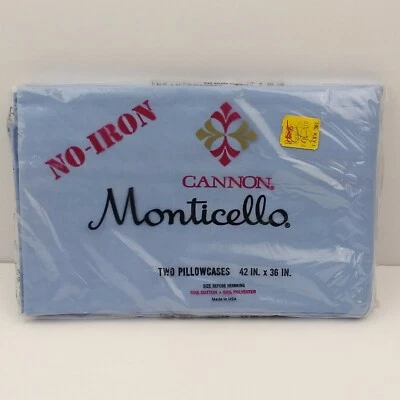 NO-IRON
CANNON®
Monticello®
TWO PILLOWCASES 42 IN. x 36 IN.
SIZE BEFORE HEMMING
50% COTTON • 50% POLYESTER
Made in USA